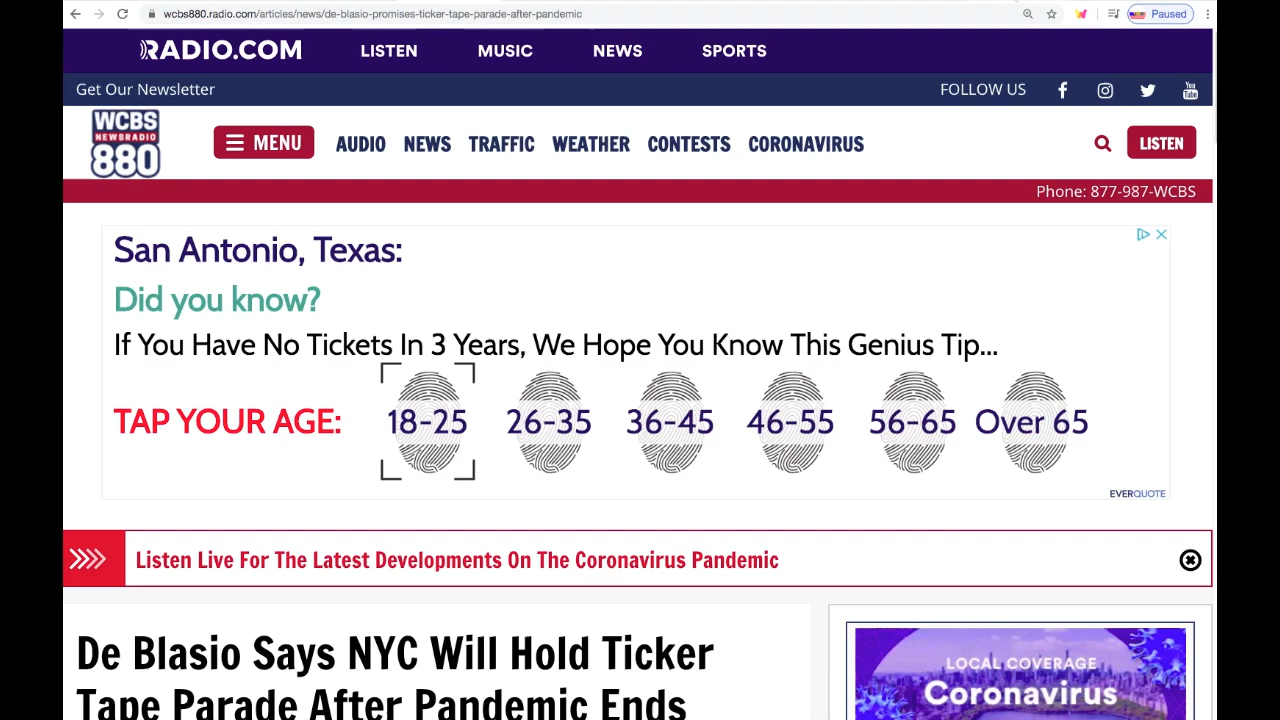 wcbs880.radio.com/articles/news/de-blasio-promises-ticker-tape-parade-after-pandemic
Paused
RADIO.COM LISTEN MUSIC NEWS SPORTS
Get Our Newsletter FOLLOW US You Tube
WCBS
NEWSRADIO
880
MENU AUDIO NEWS TRAFFIC WEATHER CONTESTS CORONAVIRUS LISTEN
Phone: 877-987-WCBS
San Antonio, Texas:
Did you know?
If You Have No Tickets In 3 Years, We Hope You Know This Genius Tip...
TAP YOUR AGE: 18-25 26-35 36-45 46-55 56-65 Over 65
EVERQUOTE
Listen Live For The Latest Developments On The Coronavirus Pandemic
De Blasio Says NYC Will Hold Ticker
Tape Parade After Pandemic Ends
LOCAL COVERAGE
Coronavirus